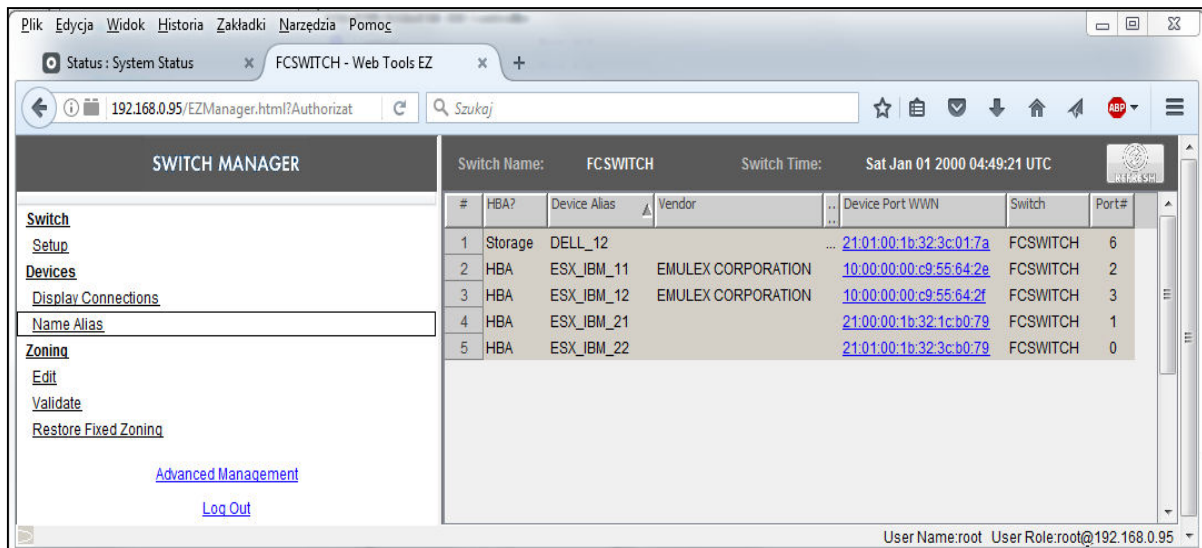 Plik Edycja Widok Historia Zakładki Narzędzia Pomoc
Status : System Status × FCSWITCH - Web Tools EZ × +
192.168.0.95/EZManager.html?Authorizat Szukaj ABP
SWITCH MANAGER
Switch
Setup
Devices
Display Connections
Name Alias
Zoning
Edit
Validate
Restore Fixed Zoning
Advanced Management
Log Out
Switch Name: FCSWITCH Switch Time: Sat Jan 01 2000 04:49:21 UTC REFRESH
# HBA? Device Alias Vendor ... Device Port WWN Switch Port#
1 Storage DELL_12 ... 21:01:00:1b:32:3c:01:7a FCSWITCH 6
2 HBA ESX_IBM_11 EMULEX CORPORATION 10:00:00:00:c9:55:64:2e FCSWITCH 2
3 HBA ESX_IBM_12 EMULEX CORPORATION 10:00:00:00:c9:55:64:2f FCSWITCH 3
4 HBA ESX_IBM_21 21:00:00:1b:32:1c:b0:79 FCSWITCH 1
5 HBA ESX_IBM_22 21:01:00:1b:32:3c:b0:79 FCSWITCH 0
User Name:root User Role:root@192.168.0.95